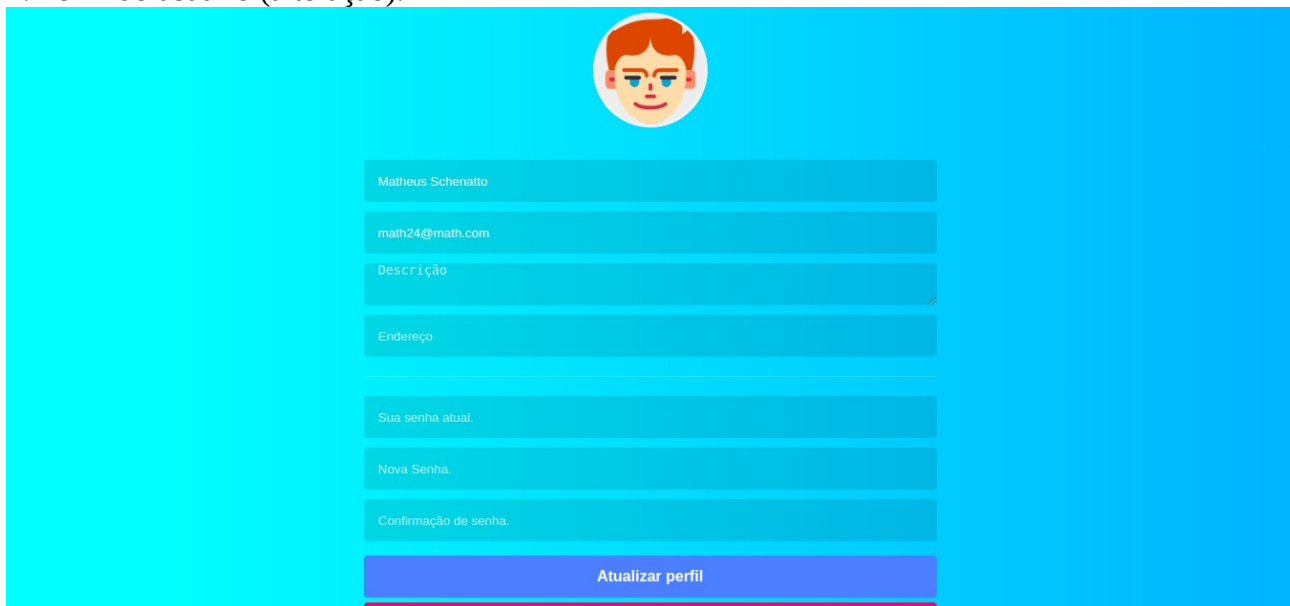 Matheus Schenatto
math24@math.com
Descrição
Endereço
Sua senha atual.
Nova Senha.
Confirmação de senha.
Atualizar perfil